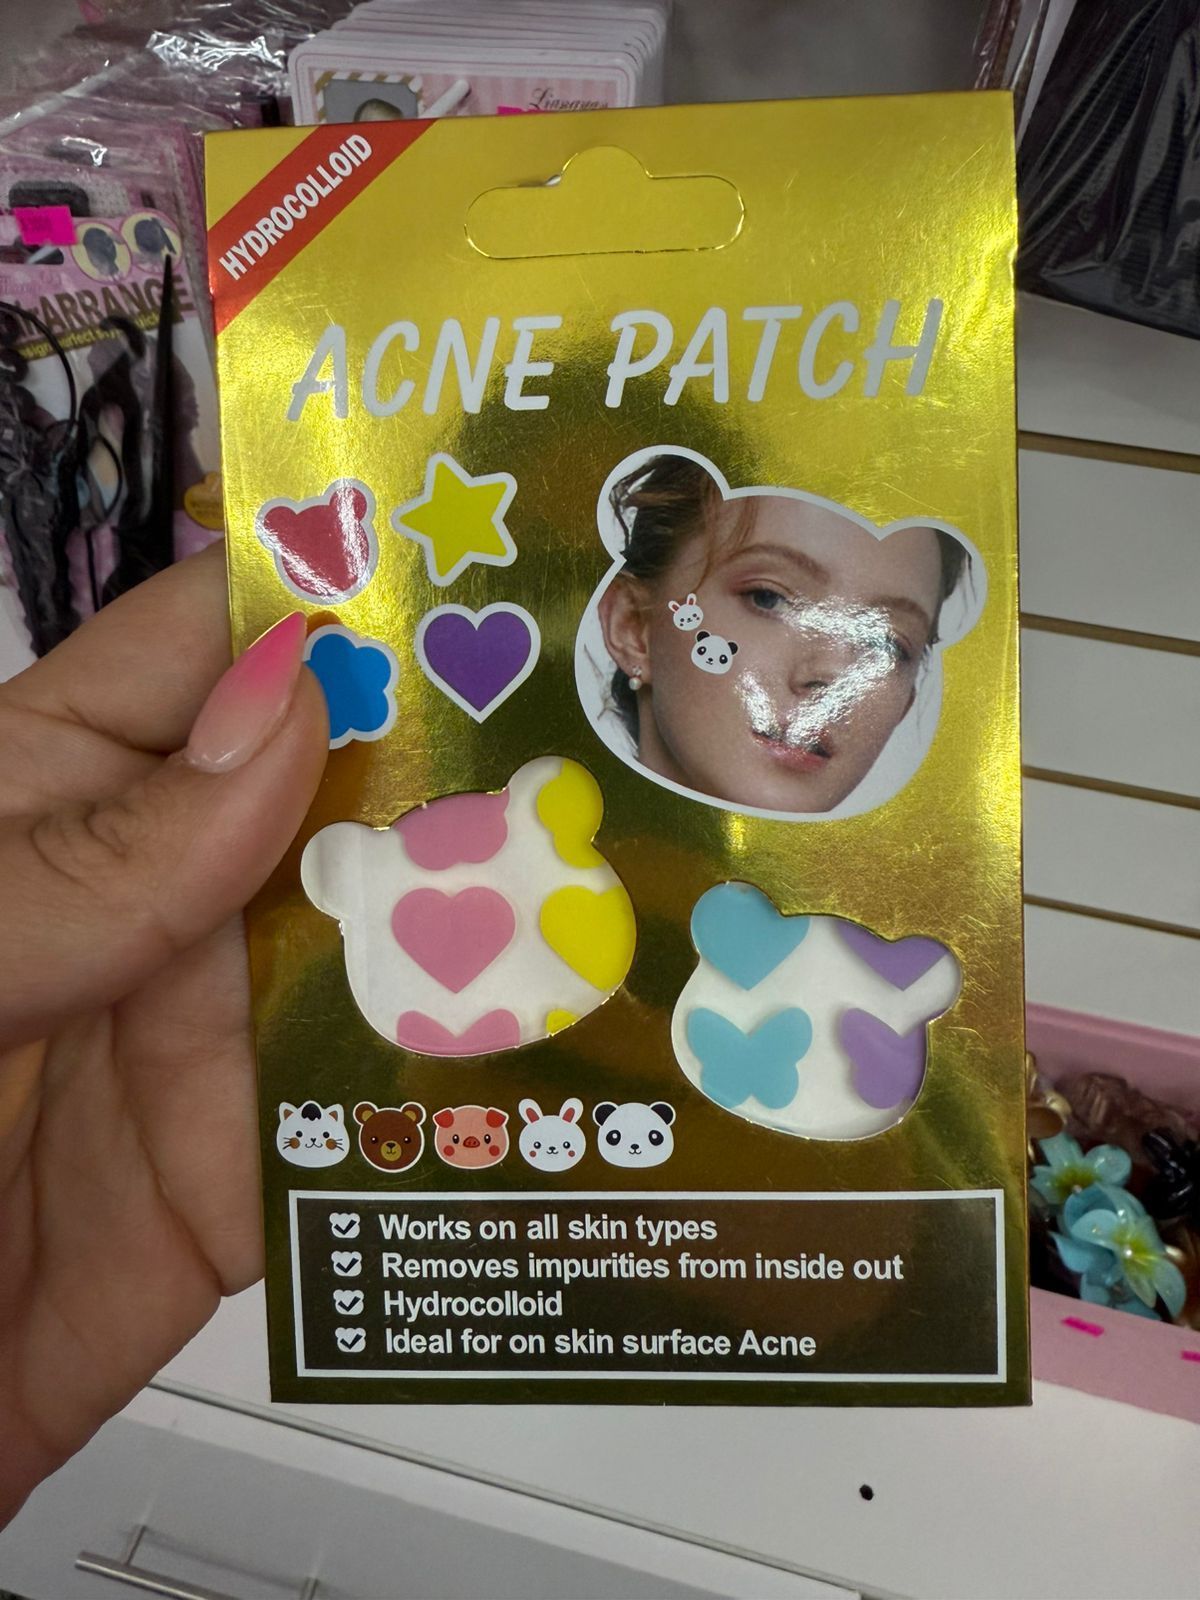 HYDROCOLLOID
ACNE PATCH
Works on all skin types
Removes impurities from inside out
Hydrocolloid
Ideal for on skin surface Acne
ARRANGE